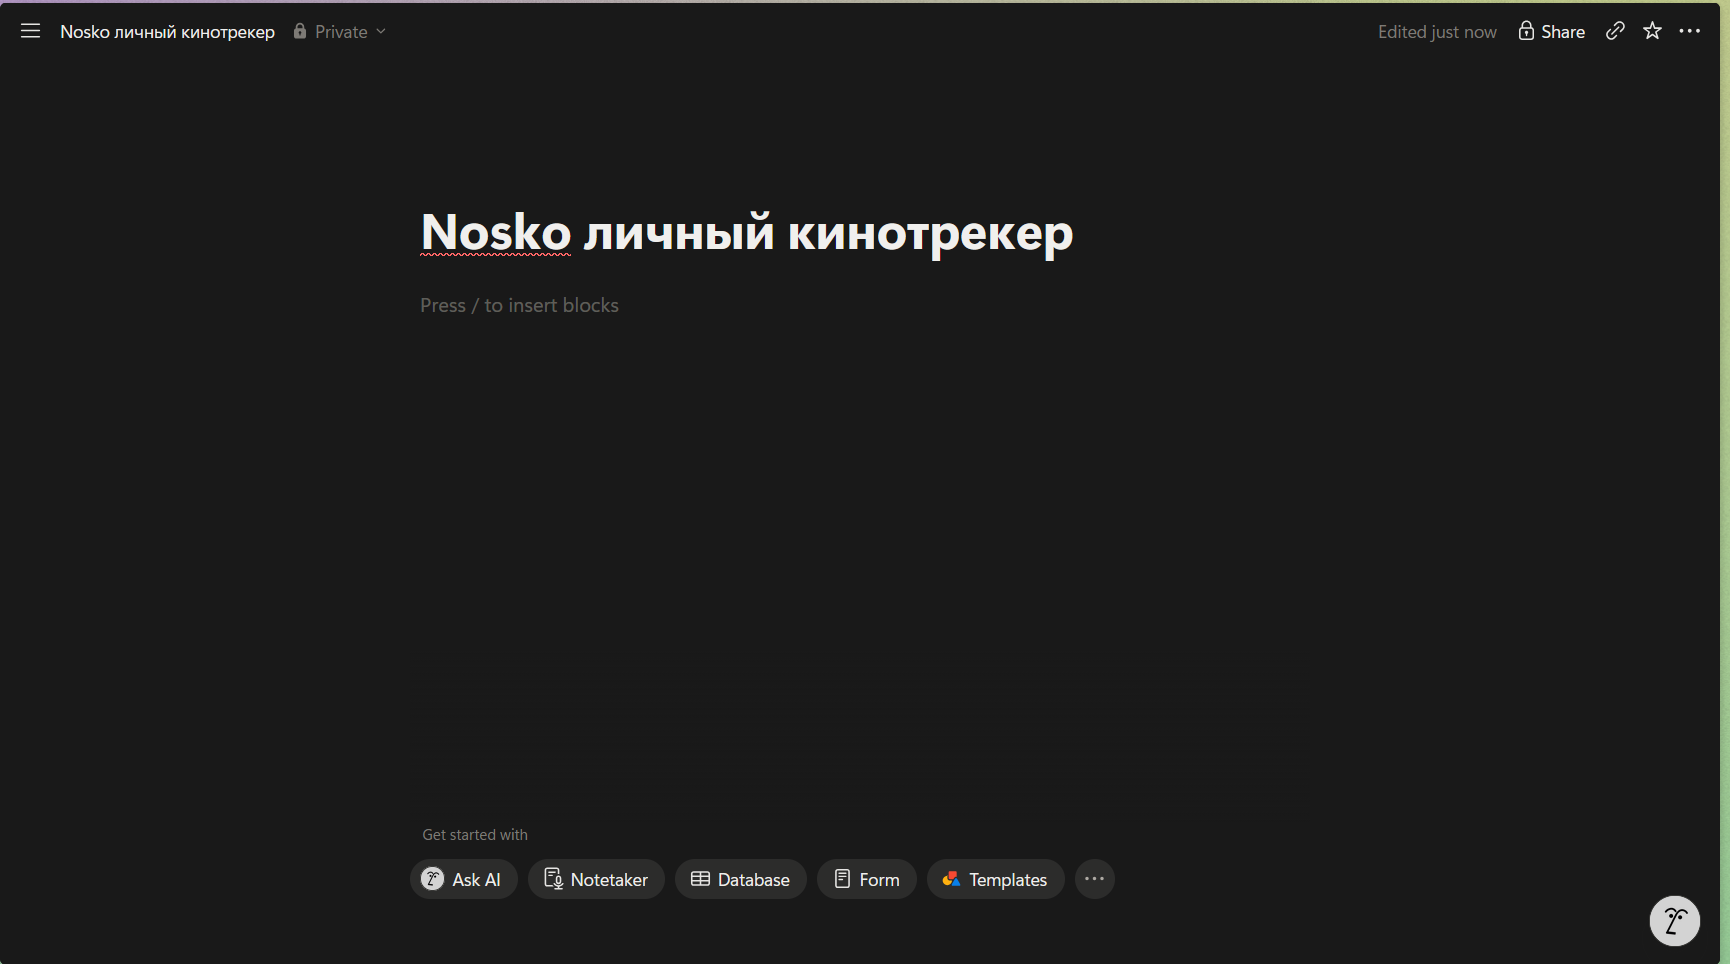 Nosko личный кинотрекер Private Edited just now Share
Nosko личный кинотрекер
Press / to insert blocks
Get started with
Ask AI Notetaker Database Form Templates